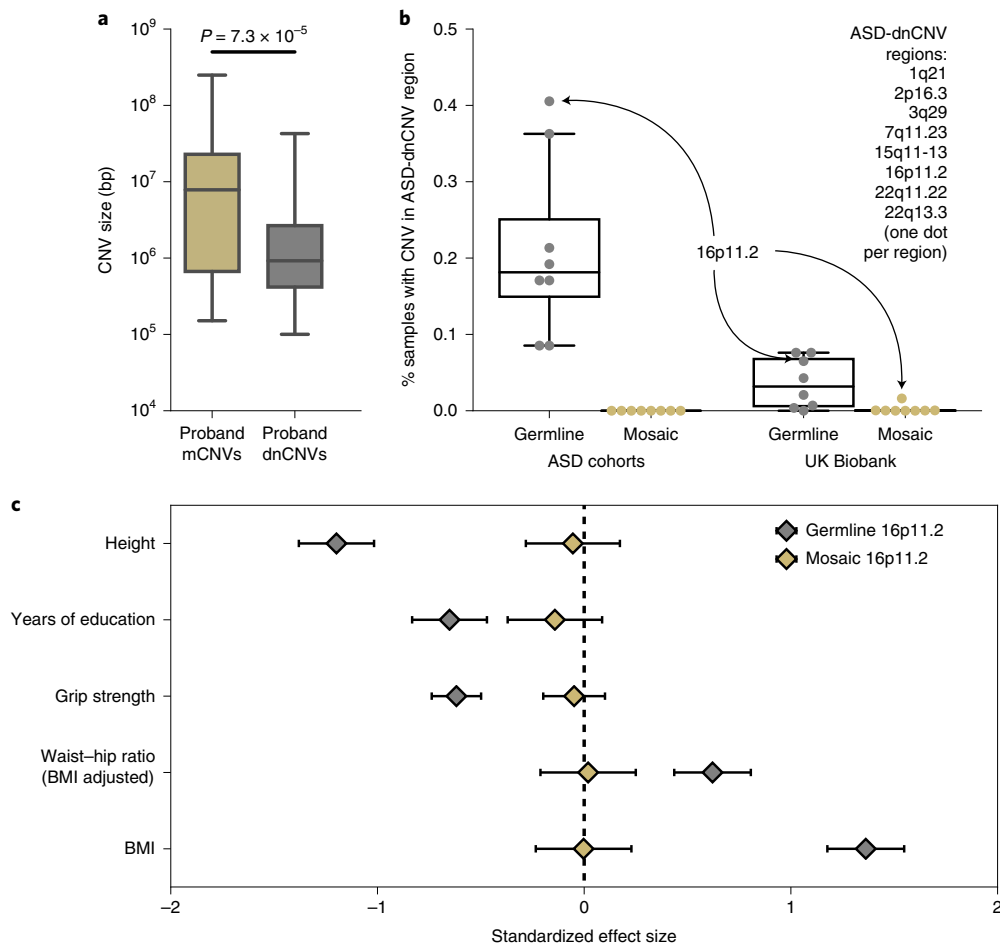 a
P = 7.3 × 10⁻⁵
10⁹
10⁸
10⁷
10⁶
10⁵
10⁴
CNV size (bp)
Proband
mCNVs
Proband
dnCNVs
b
0.5
0.4
0.3
0.2
0.1
0.0
% samples with CNV in ASD-dnCNV region
ASD-dnCNV
regions:
1q21
2p16.3
3q29
7q11.23
15q11-13
16p11.2
22q11.22
22q13.3
(one dot
per region)
16p11.2
Germline
Mosaic
Germline
Mosaic
ASD cohorts
UK Biobank
c
Germline 16p11.2
Mosaic 16p11.2
Height
Years of education
Grip strength
Waist–hip ratio
(BMI adjusted)
BMI
−2
−1
0
1
2
Standardized effect size